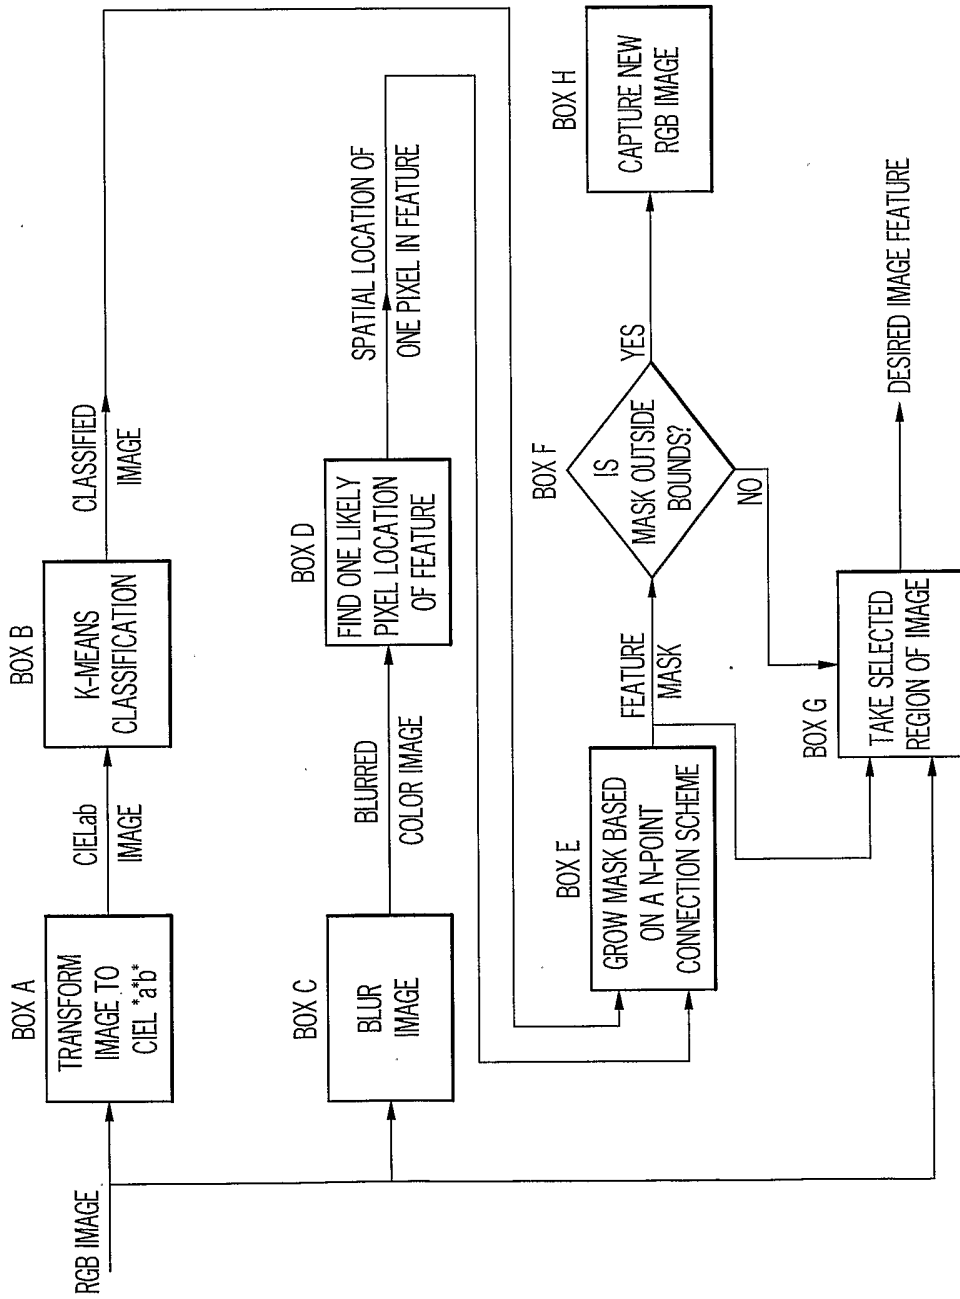 RGB IMAGE
BOX A
TRANSFORM
IMAGE TO
CIEL *a*b*
CIELab
IMAGE
BOX B
K-MEANS
CLASSIFICATION
CLASSIFIED
IMAGE
BOX C
BLUR
IMAGE
BLURRED
COLOR IMAGE
BOX D
FIND ONE LIKELY
PIXEL LOCATION
OF FEATURE
SPATIAL LOCATION OF
ONE PIXEL IN FEATURE
BOX E
GROW MASK BASED
ON A N-POINT
CONNECTION SCHEME
FEATURE
MASK
BOX F
IS
MASK OUTSIDE
BOUNDS?
YES
NO
BOX H
CAPTURE NEW
RGB IMAGE
BOX G
TAKE SELECTED
REGION OF IMAGE
DESIRED IMAGE FEATURE